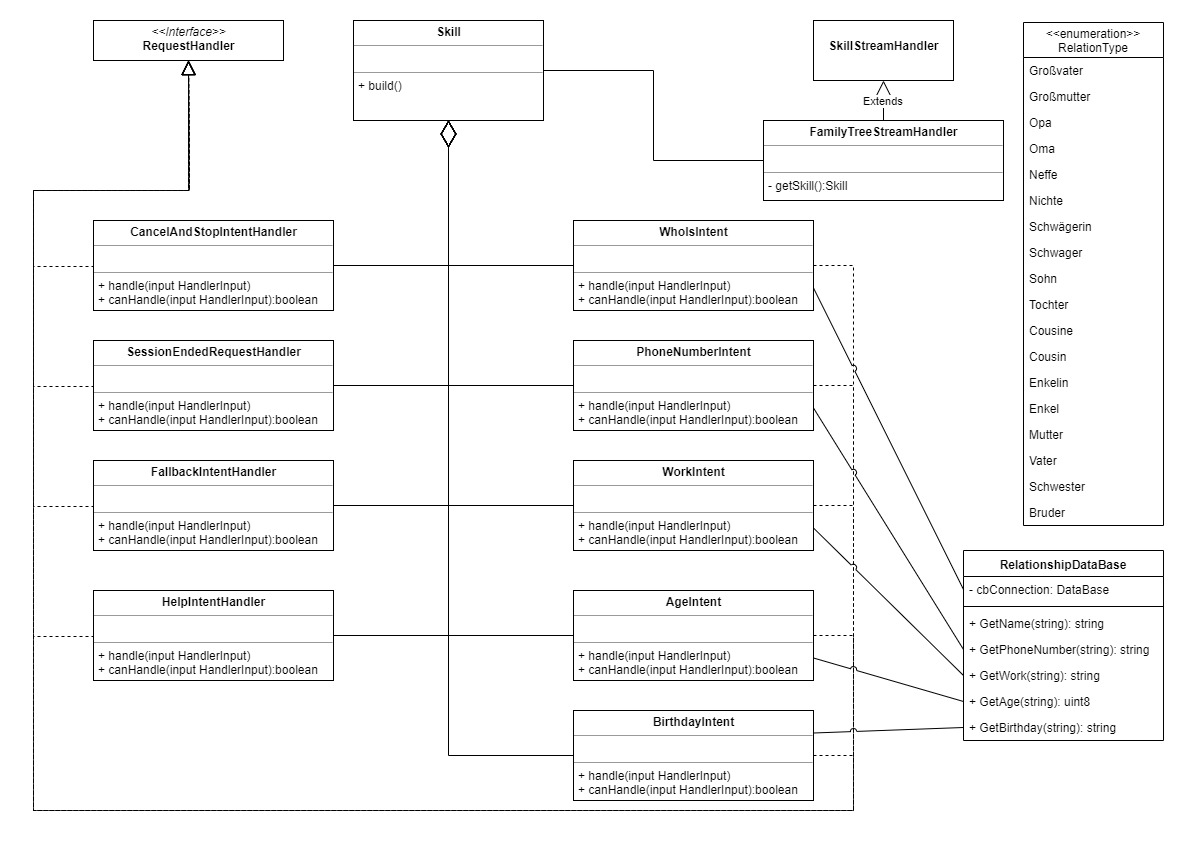 <<Interface>>
RequestHandler
Skill
+ build()
SkillStreamHandler
Extends
FamilyTreeStreamHandler
- getSkill():Skill
<<enumeration>>
RelationType
Großvater
Großmutter
Opa
Oma
Neffe
Nichte
Schwägerin
Schwager
Sohn
Tochter
Cousine
Cousin
Enkelin
Enkel
Mutter
Vater
Schwester
Bruder
CancelAndStopIntentHandler
+ handle(input HandlerInput)
+ canHandle(input HandlerInput):boolean
WhoIsIntent
+ handle(input HandlerInput)
+ canHandle(input HandlerInput):boolean
SessionEndedRequestHandler
+ handle(input HandlerInput)
+ canHandle(input HandlerInput):boolean
PhoneNumberIntent
+ handle(input HandlerInput)
+ canHandle(input HandlerInput):boolean
FallbackIntentHandler
+ handle(input HandlerInput)
+ canHandle(input HandlerInput):boolean
WorkIntent
+ handle(input HandlerInput)
+ canHandle(input HandlerInput):boolean
HelpIntentHandler
+ handle(input HandlerInput)
+ canHandle(input HandlerInput):boolean
AgeIntent
+ handle(input HandlerInput)
+ canHandle(input HandlerInput):boolean
BirthdayIntent
+ handle(input HandlerInput)
+ canHandle(input HandlerInput):boolean
RelationshipDataBase
- cbConnection: DataBase
+ GetName(string): string
+ GetPhoneNumber(string): string
+ GetWork(string): string
+ GetAge(string): uint8
+ GetBirthday(string): string